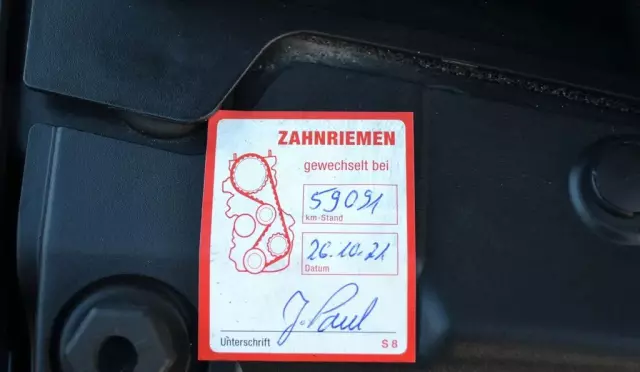 ZAHNRIEMEN
gewechselt bei
59091
km-Stand
26.10.21
Datum
J. Paul
Unterschrift S 8